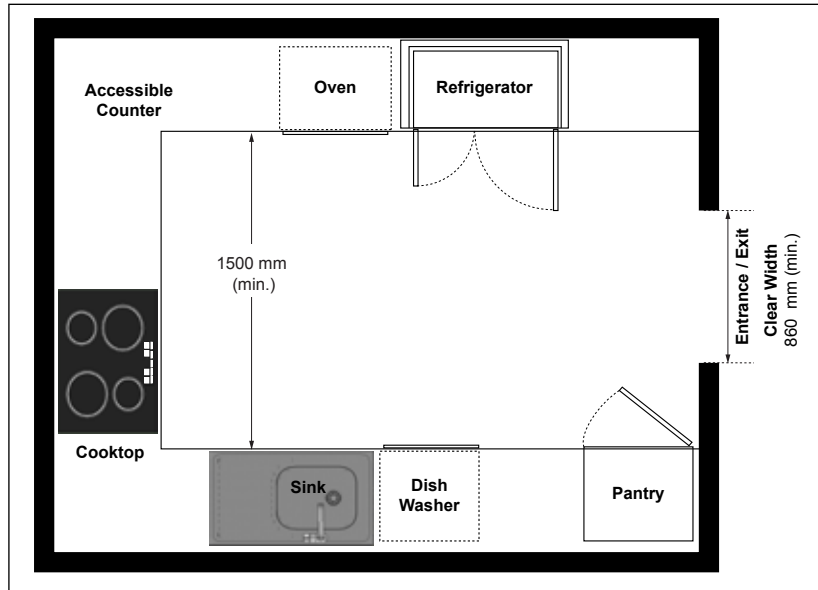 Accessible
Counter
Oven
Refrigerator
1500 mm
(min.)
Entrance / Exit
Clear Width
860 mm (min.)
Cooktop
Sink
Dish
Washer
Pantry